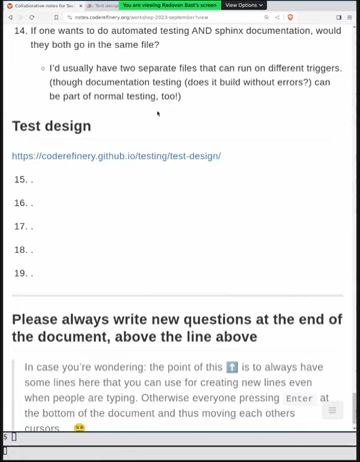 Collaborative notes for Sec
Test design
You are viewing Radovan Bast's screen
View Options
notes.coderefinery.org/workshop-2023-september?view
14. If one wants to do automated testing AND sphinx documentation, would
they both go in the same file?
I'd usually have two separate files that can run on different triggers.
(though documentation testing (does it build without errors?) can
be part of normal testing, too!)
Test design
https://coderefinery.github.io/testing/test-design/
15. .
16. .
17. .
18. .
19. .
Please always write new questions at the end of
the document, above the line above
In case you're wondering: the point of this ⬆️ is to always have
some lines here that you can use for creating new lines even
when people are typing. Otherwise everyone pressing Enter at
the bottom of the document and thus moving each others
cursors.
$